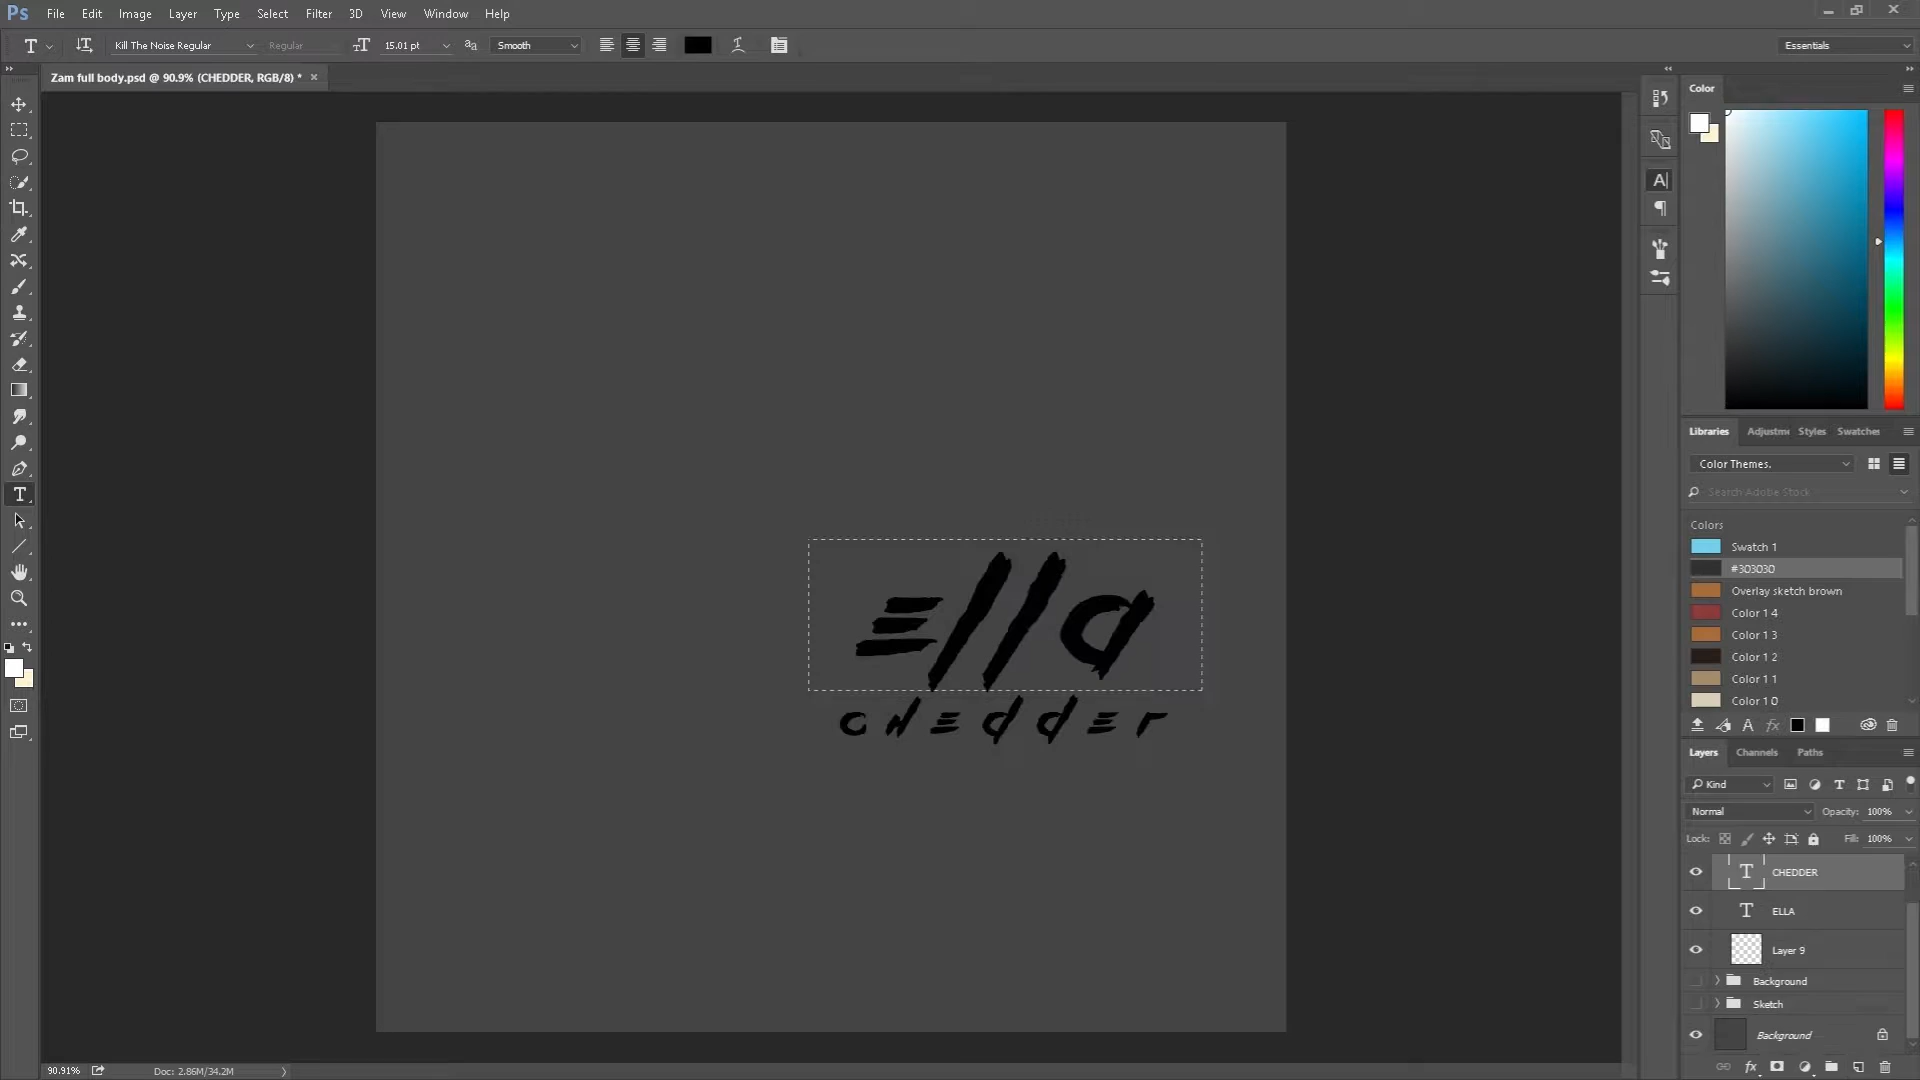 Ps File Edit Image Layer Type Select Filter 3D View Window Help
T Kill The Noise Regular Regular 15.01 pt aa Smooth Essentials
Zam full body.psd @ 90.9% (CHEDDER, RGB/8) *
Color
Libraries Adjustme Styles Swatches
Color Themes.
Search Adobe Stock
Colors
Swatch 1
#303030
Overlay sketch brown
Color 1 4
Color 1 3
Color 1 2
Color 1 1
Color 1 0
Ella
chedder
Layers Channels Paths
Kind
Normal Opacity: 100%
Lock: Fill: 100%
CHEDDER
ELLA
Layer 9
Background
Sketch
Background
90.91% Doc: 2.86M/34.2M